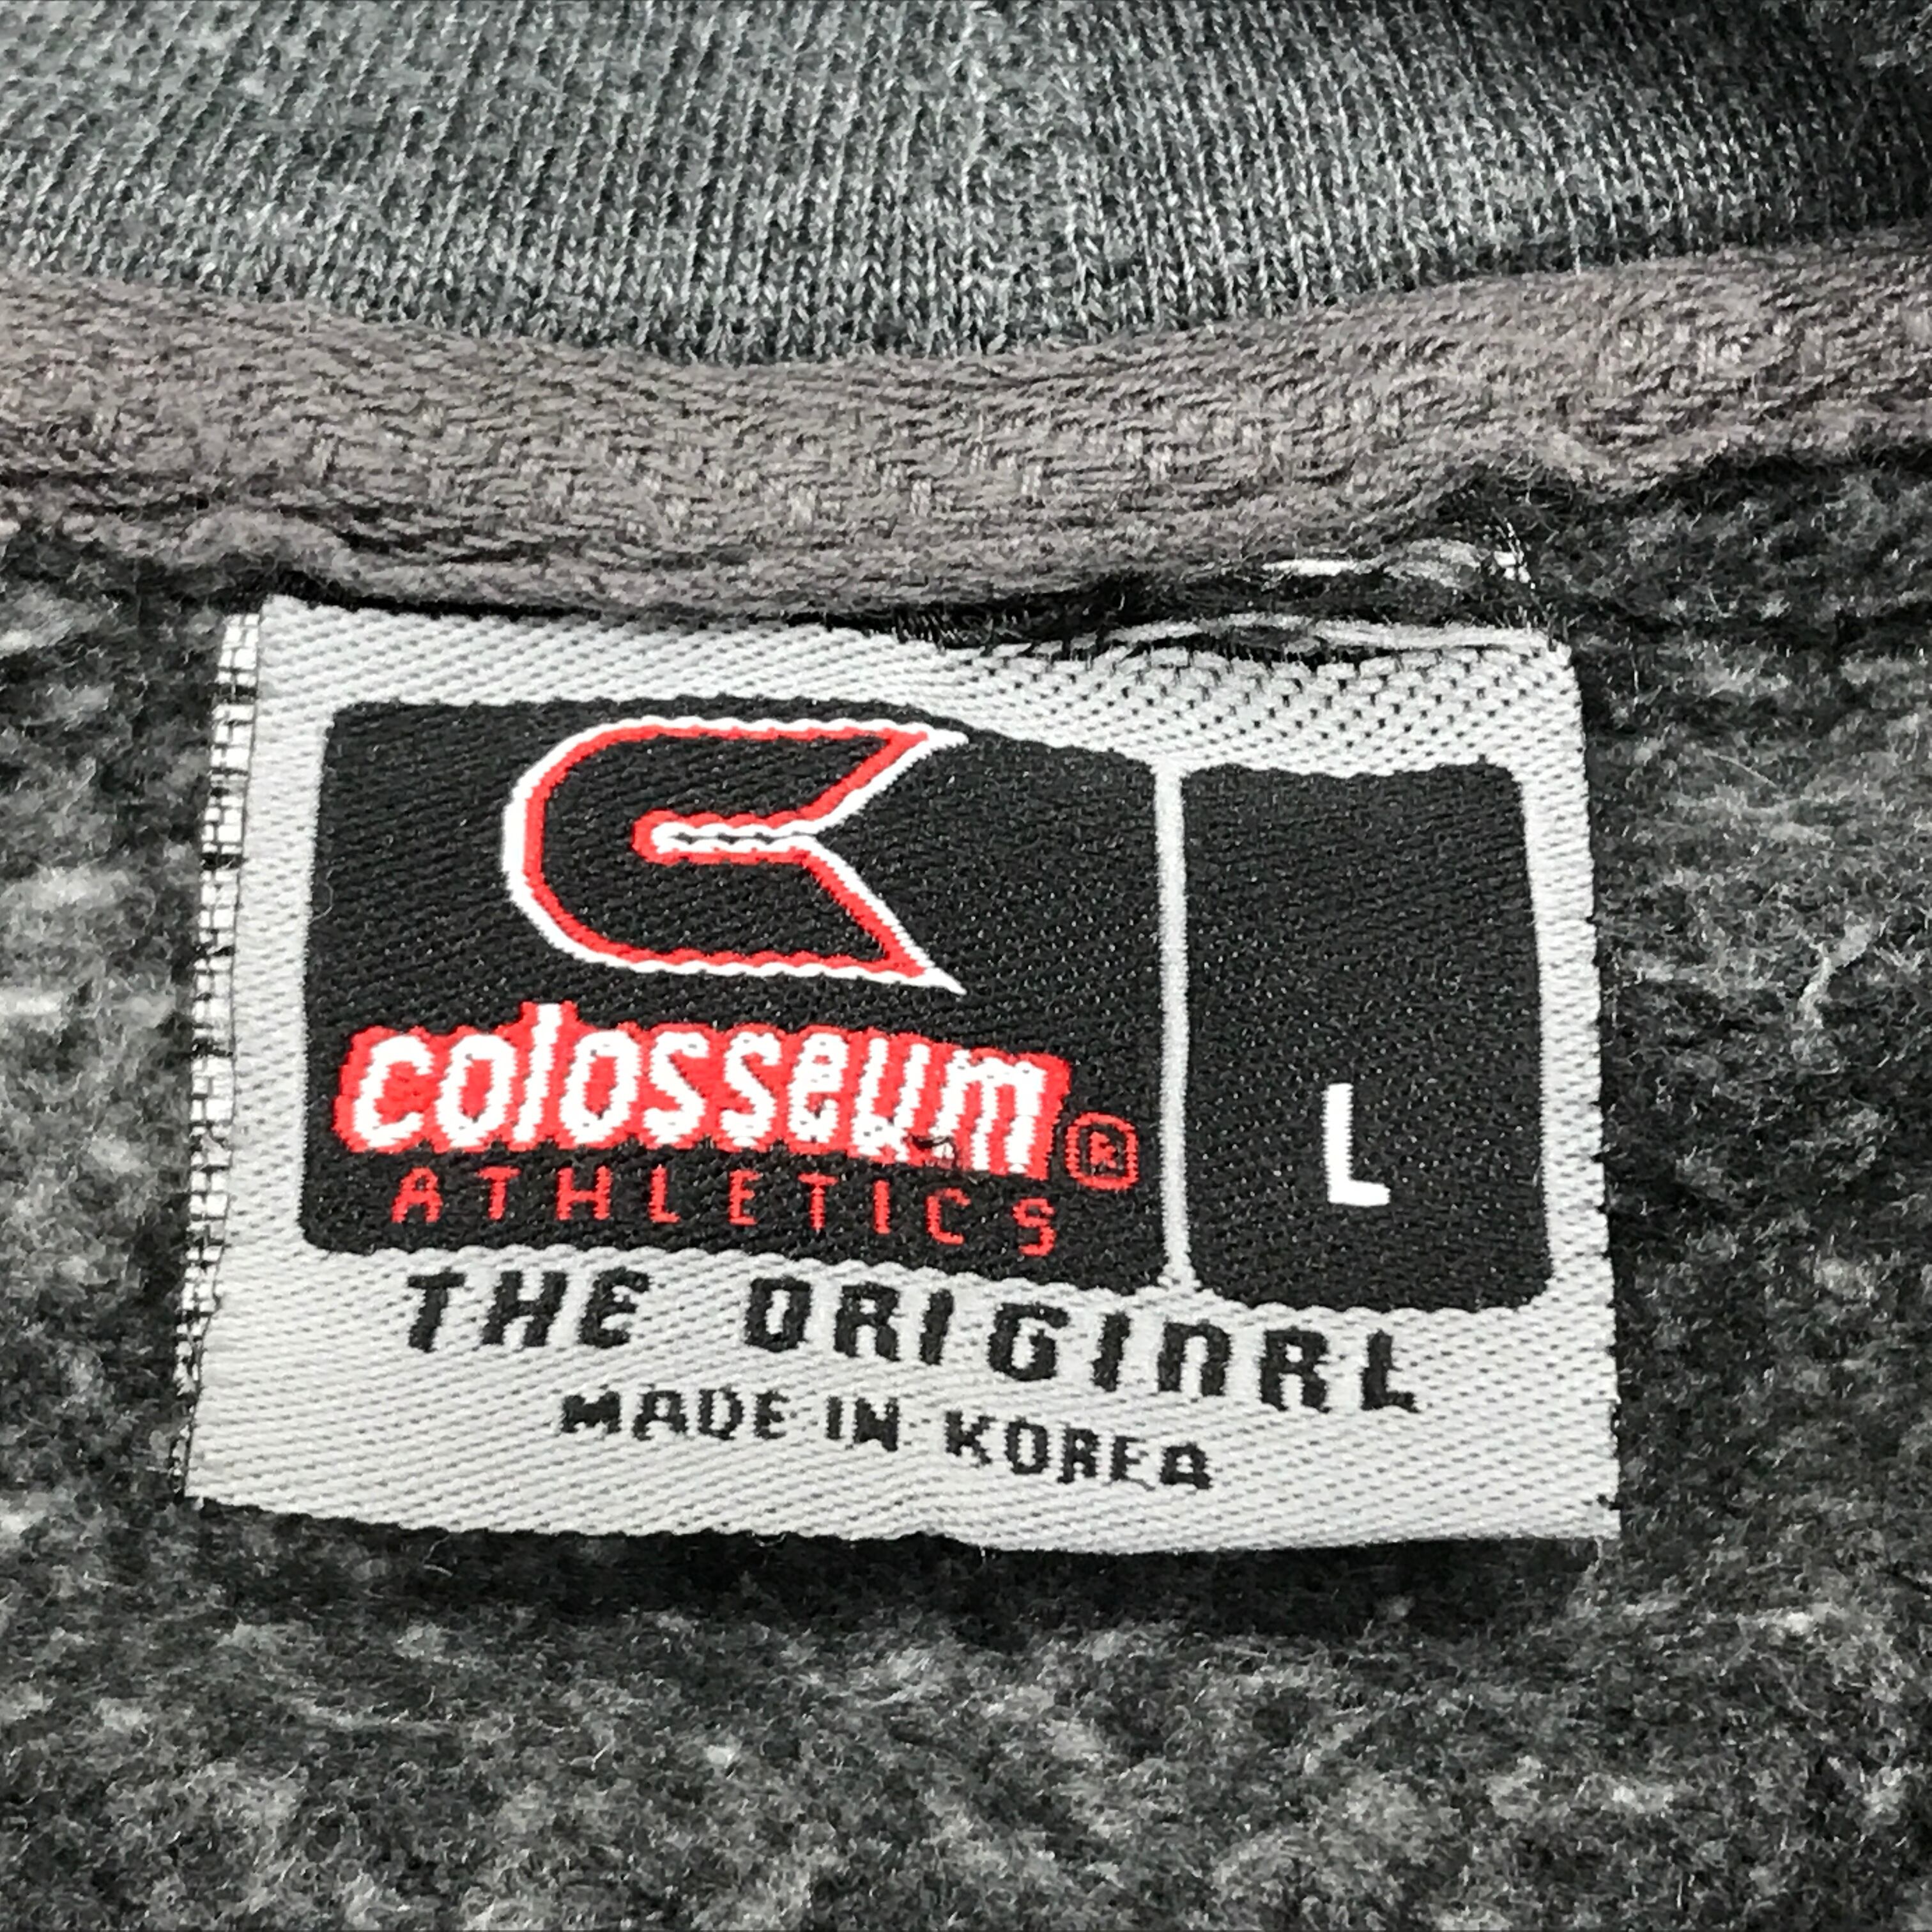 colosseum®
ATHLETICS
L
THE ORIGINAL
MADE IN KOREA